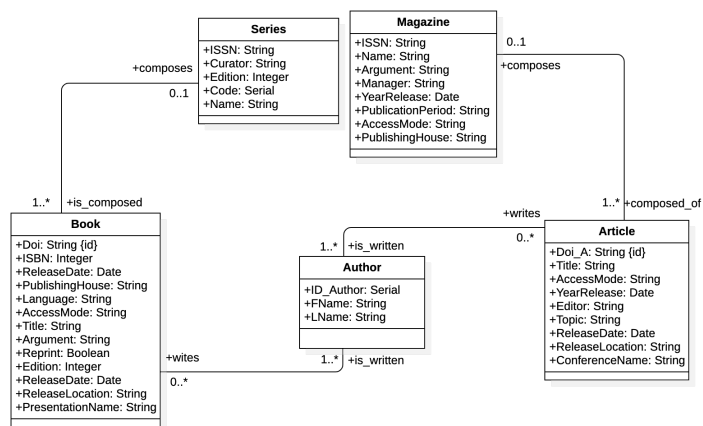 Series
+ISSN: String
+Curator: String
+Edition: Integer
+Code: Serial
+Name: String
Magazine
+ISSN: String
+Name: String
+Argument: String
+Manager: String
+YearRelease: Date
+PublicationPeriod: String
+AccessMode: String
+PublishingHouse: String
+composes
0..1
0..1
+composes
1..*
+is_composed
1..*
+composed_of
Book
+Doi: String {id}
+ISBN: Integer
+ReleaseDate: Date
+PublishingHouse: String
+Language: String
+AccessMode: String
+Title: String
+Argument: String
+Reprint: Boolean
+Edition: Integer
+ReleaseDate: Date
+ReleaseLocation: String
+PresentationName: String
+writes
0..*
1..*
+is_written
Author
+ID_Author: Serial
+FName: String
+LName: String
1..*
+is_written
+wites
0..*
Article
+Doi_A: String {id}
+Title: String
+AccessMode: String
+YearRelease: Date
+Editor: String
+Topic: String
+ReleaseDate: Date
+ReleaseLocation: String
+ConferenceName: String